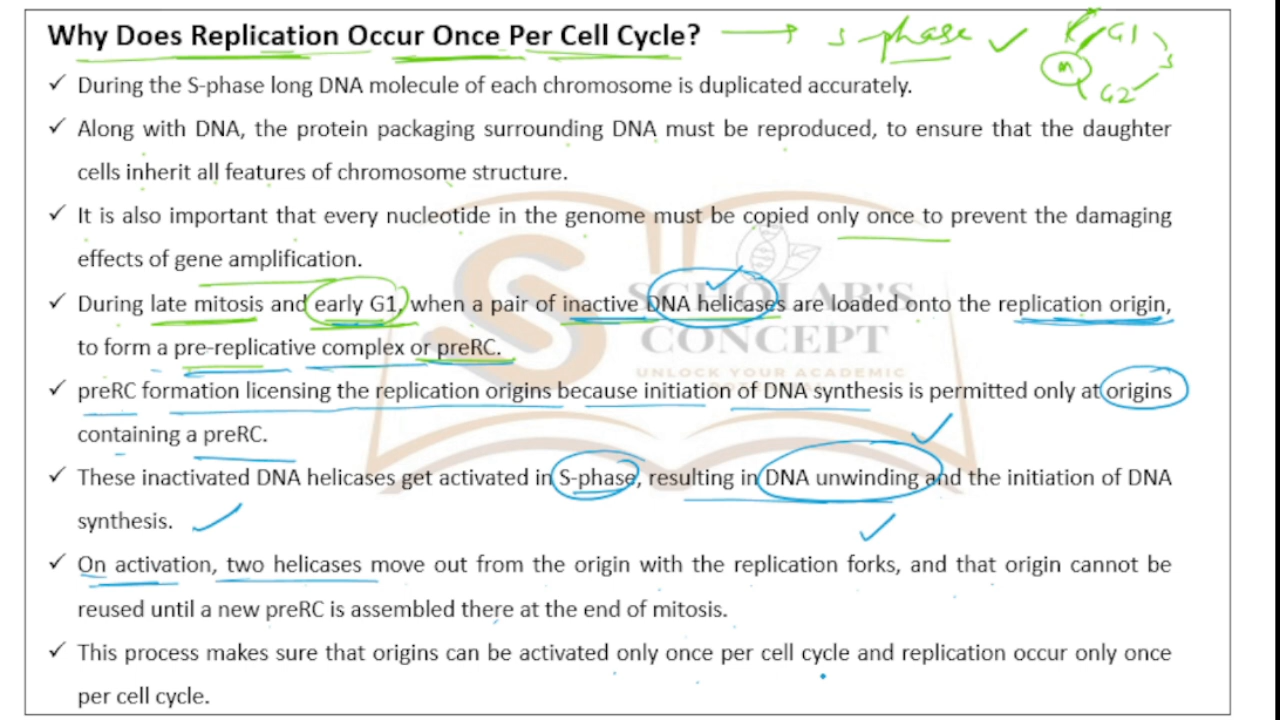 Why Does Replication Occur Once Per Cell Cycle? → S-phase ✓ G1
✓ During the S-phase long DNA molecule of each chromosome is duplicated accurately. M S G2
✓ Along with DNA, the protein packaging surrounding DNA must be reproduced, to ensure that the daughter
cells inherit all features of chromosome structure.
✓ It is also important that every nucleotide in the genome must be copied only once to prevent the damaging
effects of gene amplification.
✓ During late mitosis and early G1, when a pair of inactive DNA helicases are loaded onto the replication origin,
to form a pre-replicative complex or preRC.
✓ preRC formation licensing the replication origins because initiation of DNA synthesis is permitted only at origins
containing a preRC.
✓ These inactivated DNA helicases get activated in S-phase, resulting in DNA unwinding and the initiation of DNA
synthesis.
✓ On activation, two helicases move out from the origin with the replication forks, and that origin cannot be
reused until a new preRC is assembled there at the end of mitosis.
✓ This process makes sure that origins can be activated only once per cell cycle and replication occur only once
per cell cycle.
SCHOLAR'S
CONCEPT
UNLOCK YOUR ACADEMIC